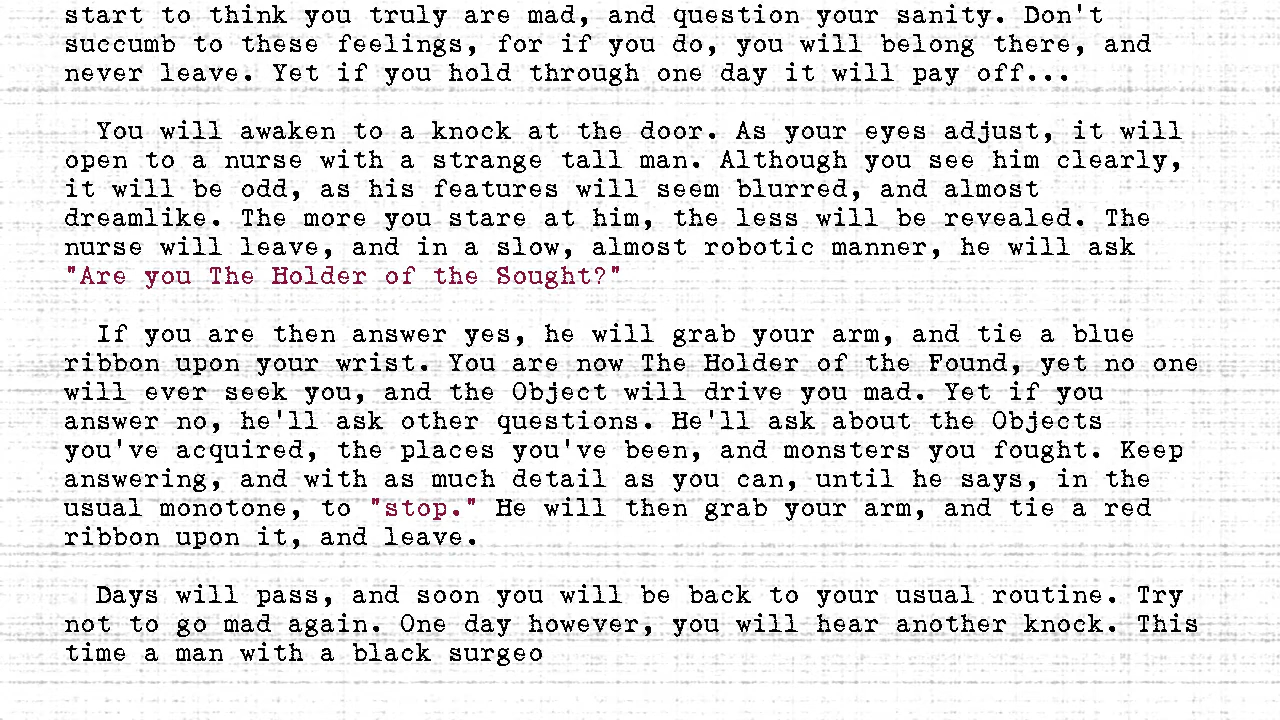 start to think you truly are mad, and question your sanity. Don't
succumb to these feelings, for if you do, you will belong there, and
never leave. Yet if you hold through one day it will pay off...
You will awaken to a knock at the door. As your eyes adjust, it will
open to a nurse with a strange tall man. Although you see him clearly,
it will be odd, as his features will seem blurred, and almost
dreamlike. The more you stare at him, the less will be revealed. The
nurse will leave, and in a slow, almost robotic manner, he will ask
"Are you The Holder of the Sought?"
If you are then answer yes, he will grab your arm, and tie a blue
ribbon upon your wrist. You are now The Holder of the Found, yet no one
will ever seek you, and the Object will drive you mad. Yet if you
answer no, he'll ask other questions. He'll ask about the Objects
you've acquired, the places you've been, and monsters you fought. Keep
answering, and with as much detail as you can, until he says, in the
usual monotone, to "stop." He will then grab your arm, and tie a red
ribbon upon it, and leave.
Days will pass, and soon you will be back to your usual routine. Try
not to go mad again. One day however, you will hear another knock. This
time a man with a black surgeo